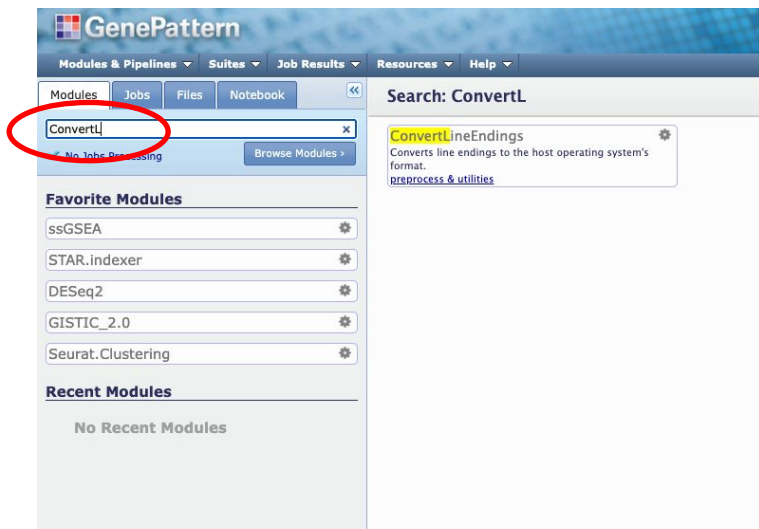 GenePattern
Modules & Pipelines Suites Job Results Resources Help
Modules Jobs Files Notebook
ConvertL
No Jobs Processing Browse Modules >
Favorite Modules
ssGSEA
STAR.indexer
DESeq2
GISTIC_2.0
Seurat.Clustering
Recent Modules
No Recent Modules
Search: ConvertL
ConvertLineEndings
Converts line endings to the host operating system's
format.
preprocess & utilities